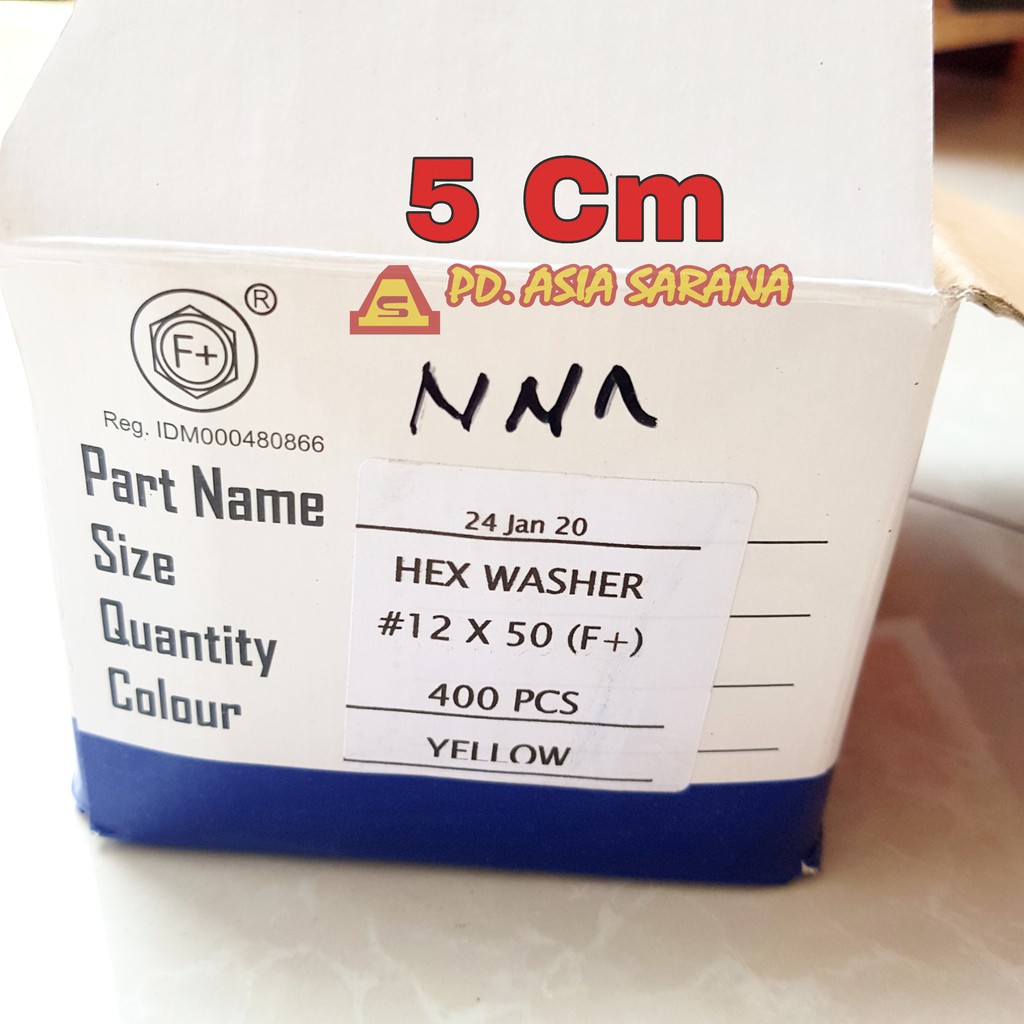 5 Cm
S PD. ASIA SARANA
F+ ®
Reg. IDM000480866
Part Name
Size
Quantity
Colour
24 Jan 20
HEX WASHER
#12 X 50 (F+)
400 PCS
YELLOW